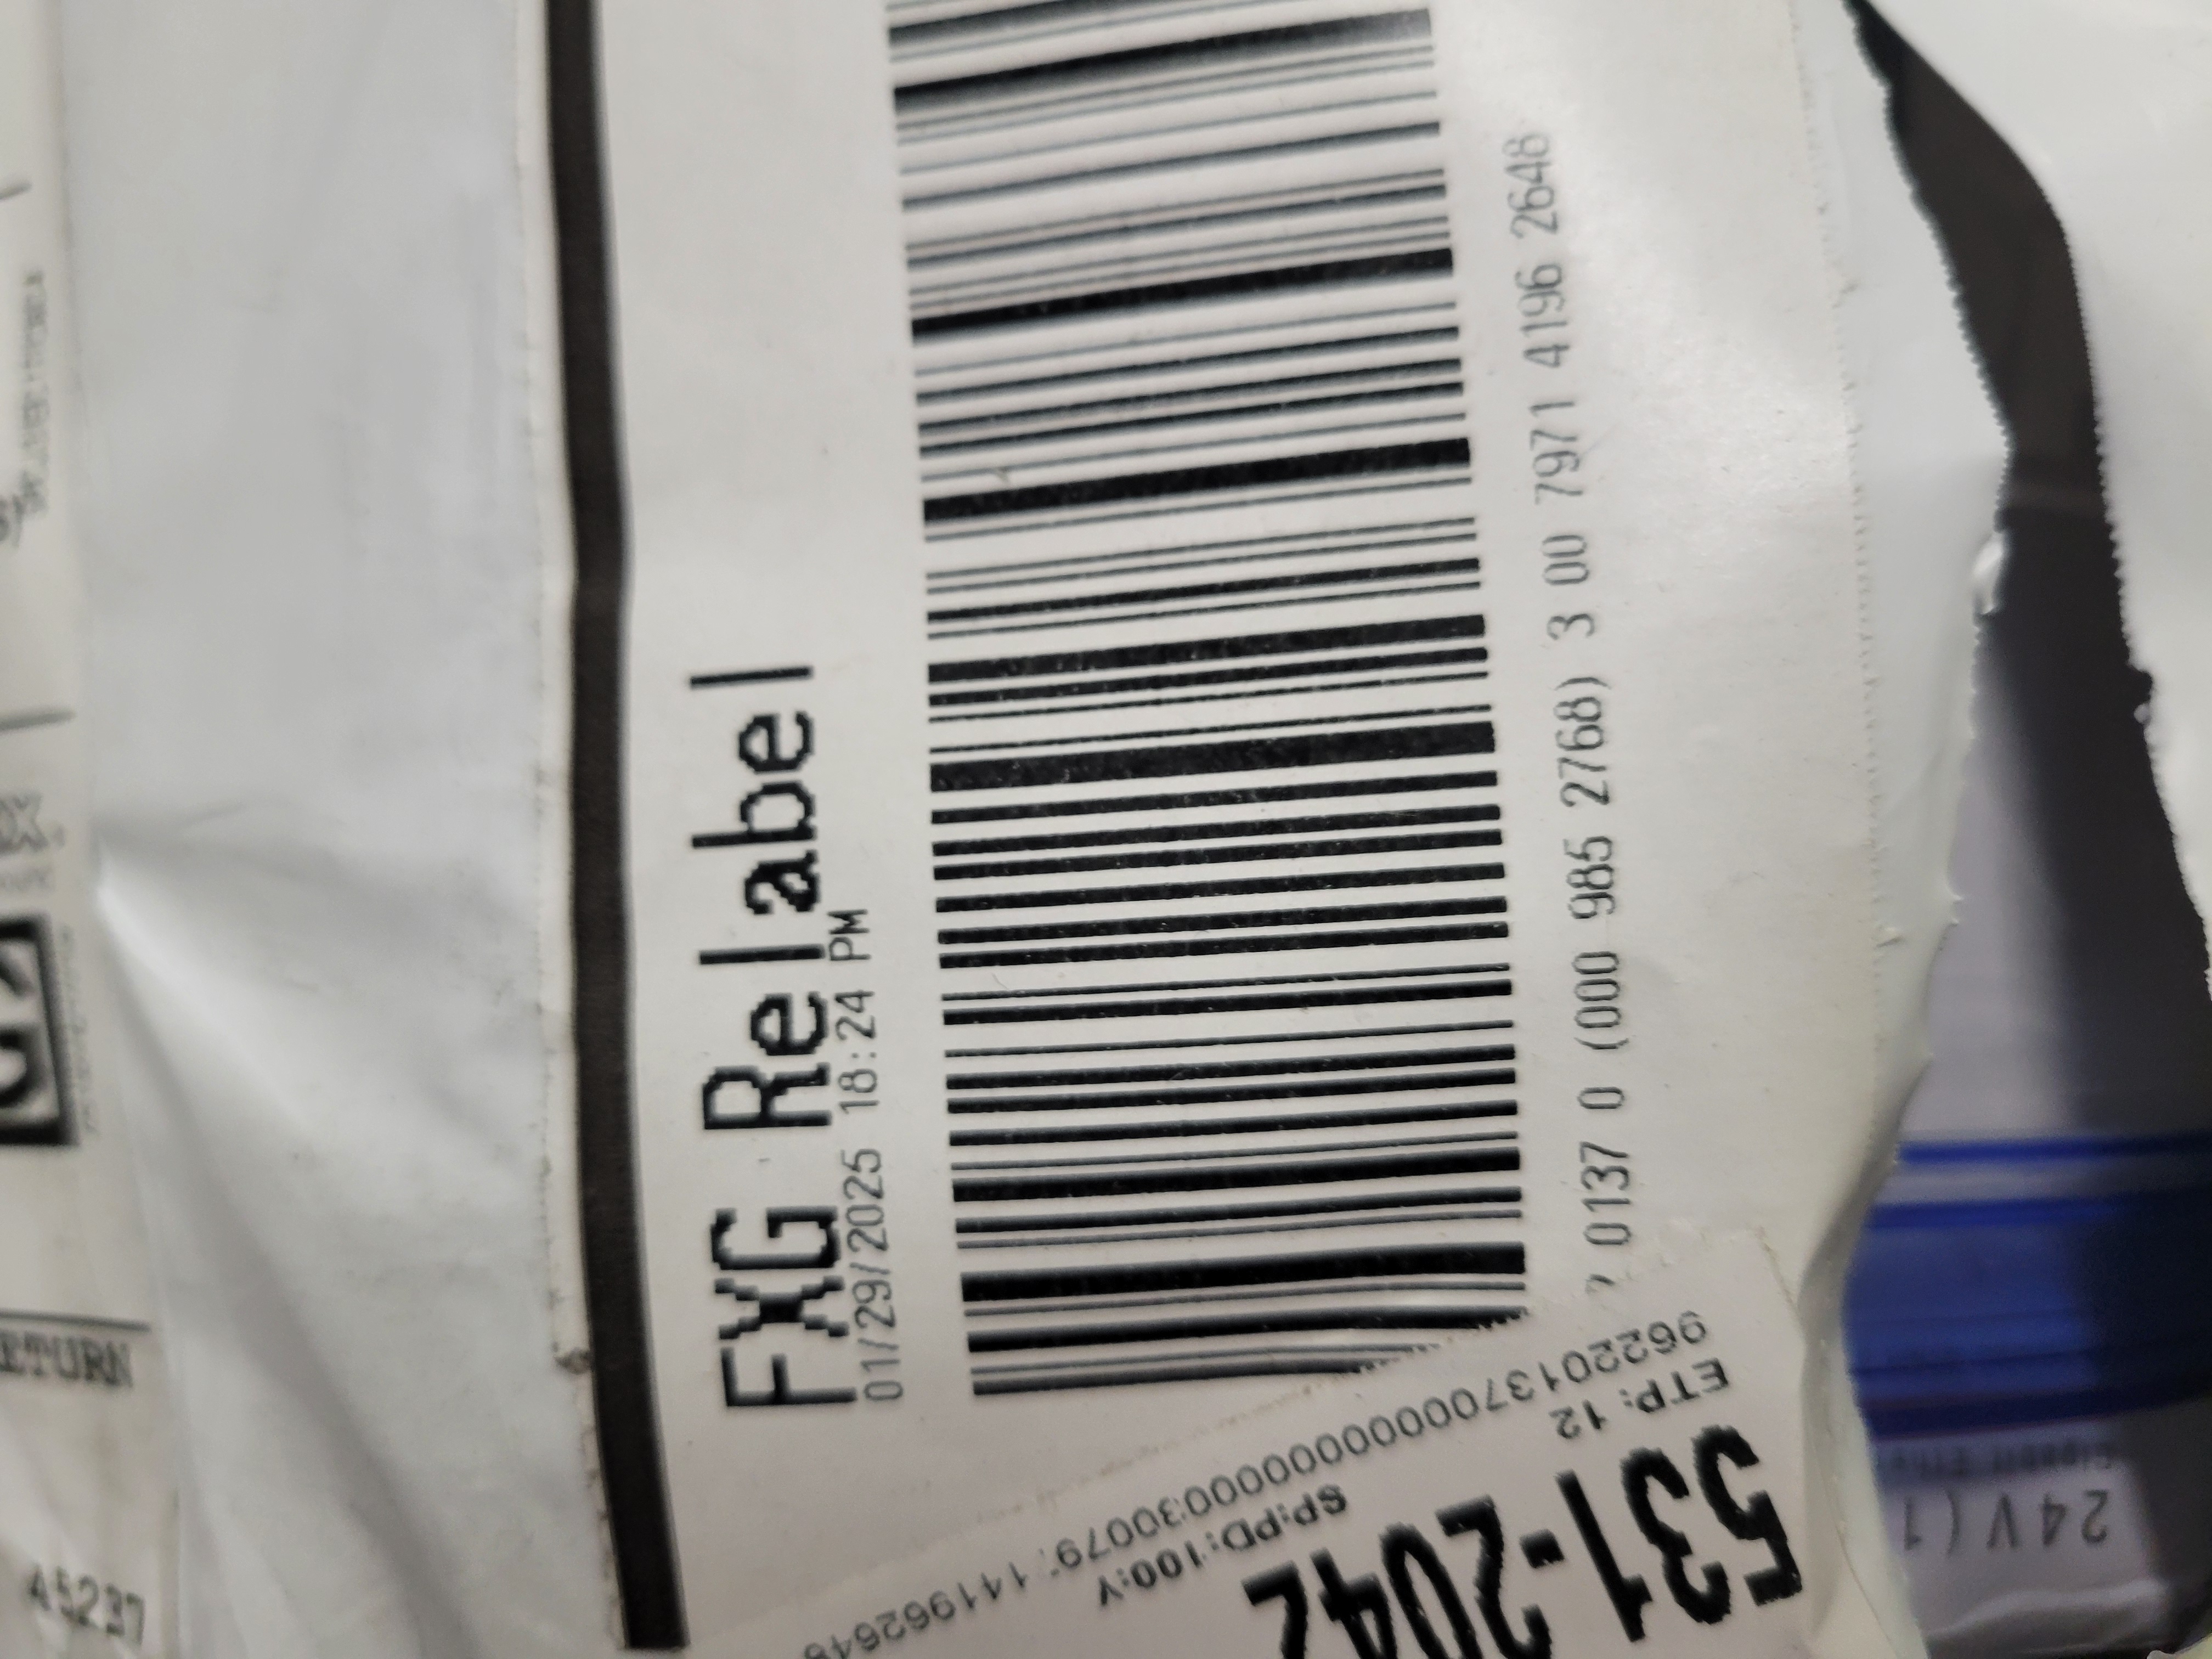 FXG Relabel
01/29/2025 18:24 PM
0137 0 (000 985 2768) 3 00 7971 4196 2648
ETP: 12
SP:PD:100:Y
531-2042
RETURN
45237
24V(1